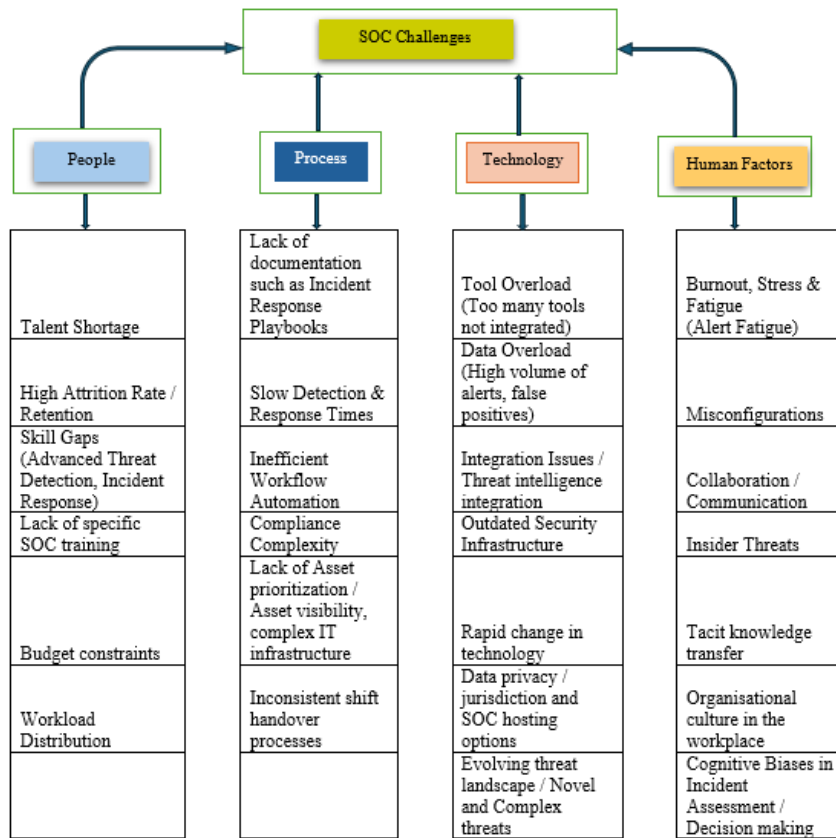 SOC Challenges
People
Process
Technology
Human Factors
Talent Shortage
High Attrition Rate /
Retention
Skill Gaps
(Advanced Threat
Detection, Incident
Response)
Lack of specific
SOC training
Budget constraints
Workload
Distribution
Lack of
documentation
such as Incident
Response
Playbooks
Slow Detection &
Response Times
Inefficient
Workflow
Automation
Compliance
Complexity
Lack of Asset
prioritization /
Asset visibility,
complex IT
infrastructure
Inconsistent shift
handover
processes
Tool Overload
(Too many tools
not integrated)
Data Overload
(High volume of
alerts, false
positives)
Integration Issues /
Threat intelligence
integration
Outdated Security
Infrastructure
Rapid change in
technology
Data privacy /
jurisdiction and
SOC hosting
options
Evolving threat
landscape / Novel
and Complex
threats
Burnout, Stress &
Fatigue
(Alert Fatigue)
Misconfigurations
Collaboration /
Communication
Insider Threats
Tacit knowledge
transfer
Organisational
culture in the
workplace
Cognitive Biases in
Incident
Assessment /
Decision making